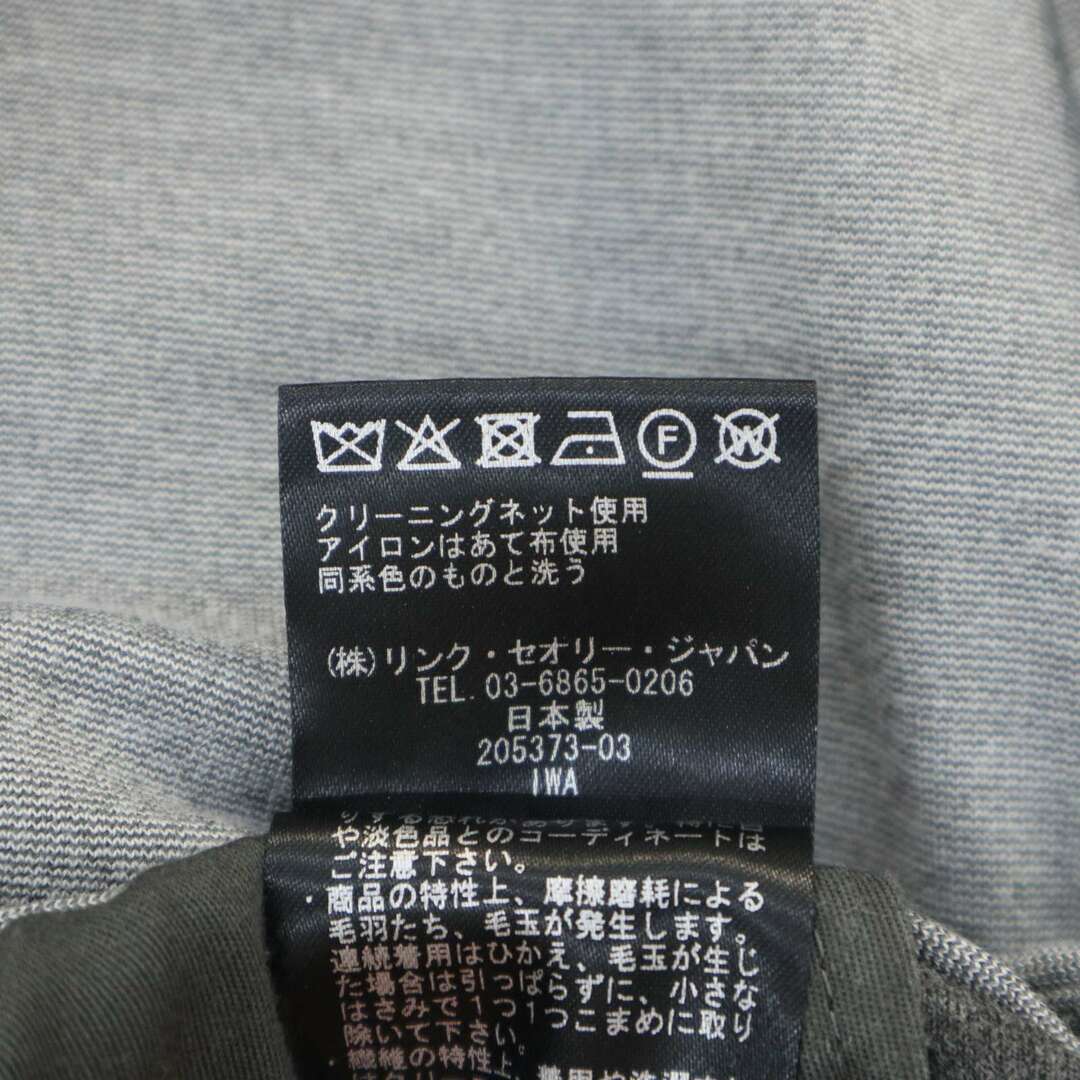 F W
クリーニングネット使用
アイロンはあて布使用
同系色のものと洗う
(株)リンク・セオリー・ジャパン
TEL. 03-6865-0206
日本製
205373-03
IWA
や淡色品とのコーディネートは
ご注意下さい。
・商品の特性上、摩擦磨耗による
毛羽たち、毛玉が発生します。
連続着用はひかえ、毛玉が生じ
た場合は引っぱらずに、小さな
はさみで1つ1つこまめに取り
除いて下さい。
・繊維の特性上